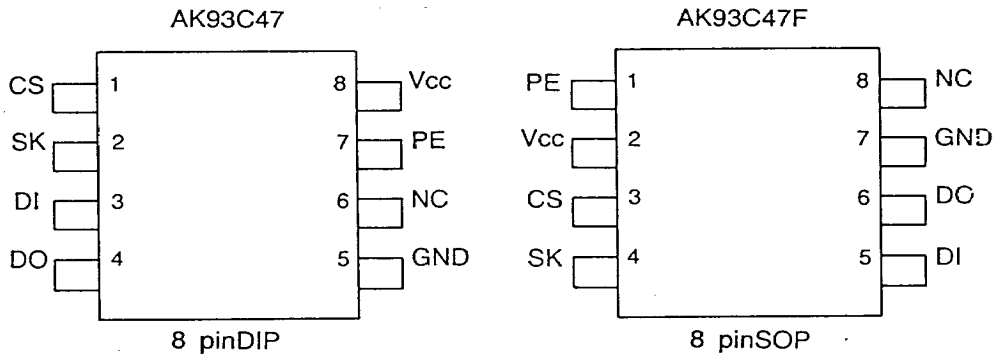 AK93C47
CS 1 8 Vcc
SK 2 7 PE
DI 3 6 NC
DO 4 5 GND
8 pinDIP
AK93C47F
PE 1 8 NC
Vcc 2 7 GND
CS 3 6 DO
SK 4 5 DI
8 pinSOP